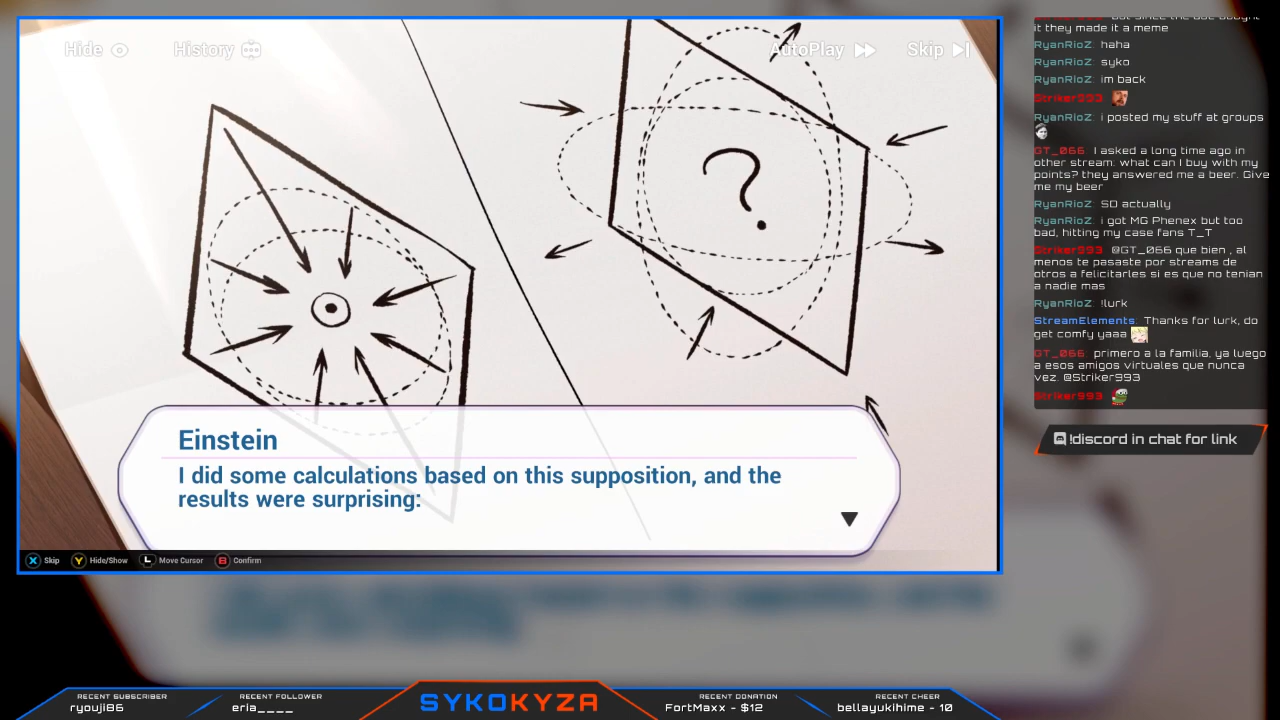 Hide
History
AutoPlay
Skip
?
Einstein
I did some calculations based on this supposition, and the
results were surprising:
X Skip
Y Hide/Show
L Move Cursor
B Confirm
it they made it a meme
RyanRioZ: haha
RyanRioZ: syko
RyanRioZ: im back
Striker993
RyanRioZ: i posted my stuff at groups
GT_066 I asked a long time ago in
other stream: what can I buy with my
points? they answered me a beer. Give
me my beer
RyanRioZ: SO actually
RyanRioZ: i got MG Phenex but too
bad, hitting my case fans T_T
Striker993 @GT_066 que bien , al
menos te pasaste por streams de
otros a felicitarles si es que no tenian
a nadie mas
RyanRioZ: !lurk
StreamElements: Thanks for lurk, do
get comfy yaaa
GT_066 primero a la familia, ya luego
a esos amigos virtuales que nunca
vez. @Striker993
Striker993
!discord in chat for link
RECENT SUBSCRIBER
ryouji86
RECENT FOLLOWER
eria____
SYKOKYZA
RECENT DONATION
FortMaxx - $12
RECENT CHEER
bellayukihime - 10